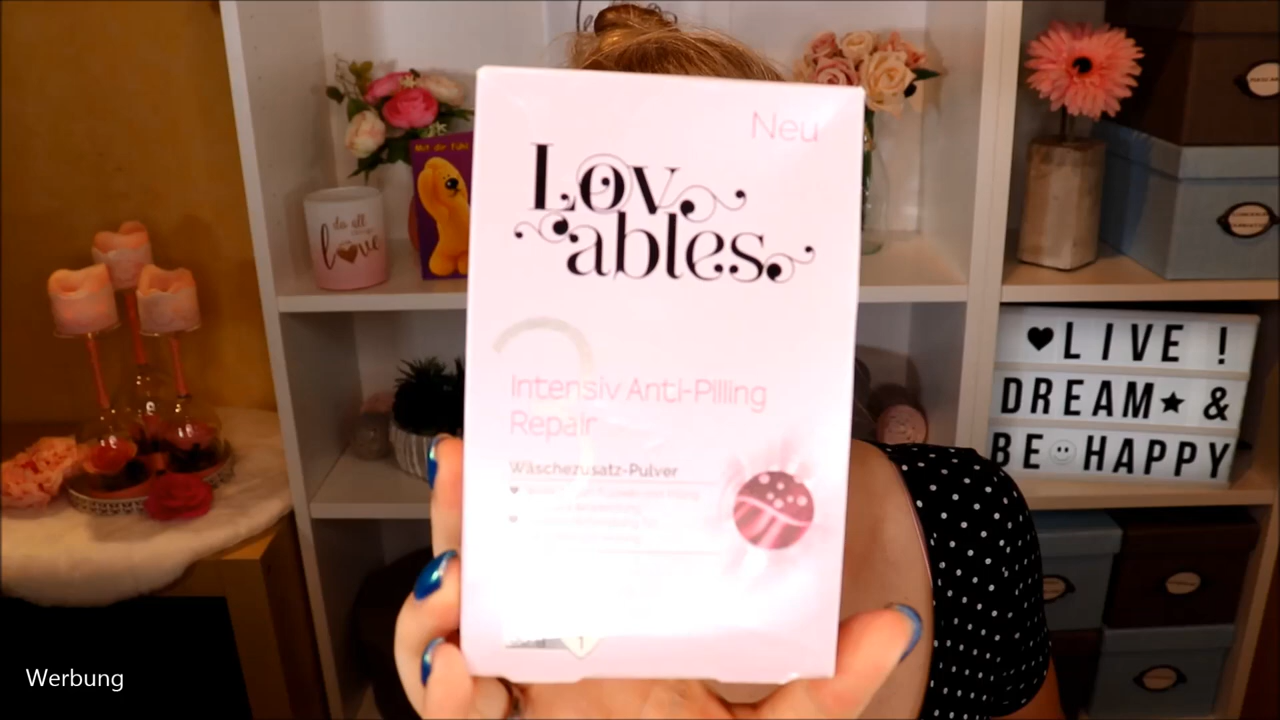 Neu
Lov
ables
Intensiv Anti-Pilling
Repair
Wäschezusatz-Pulver
1
Mit dir fühl
do all
love
LIVE !
DREAM★ &
BE ☺ HAPPY
Werbung